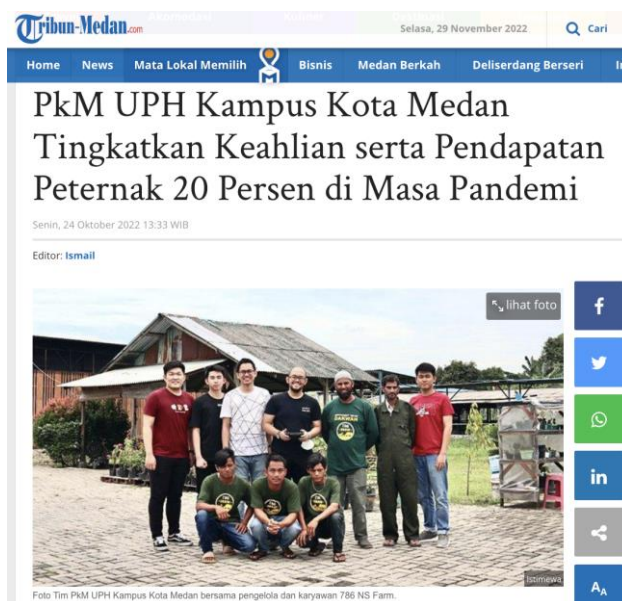 Tribun-Medan.com
Selasa, 29 November 2022
Cari
Home News Mata Lokal Memilih Bisnis Medan Berkah Deliserdang Berseri
PkM UPH Kampus Kota Medan
Tingkatkan Keahlian serta Pendapatan
Peternak 20 Persen di Masa Pandemi
Senin, 24 Oktober 2022 13:33 WIB
Editor: Ismail
lihat foto
Istimewa
Foto Tim PkM UPH Kampus Kota Medan bersama pengelola dan karyawan 786 NS Farm.